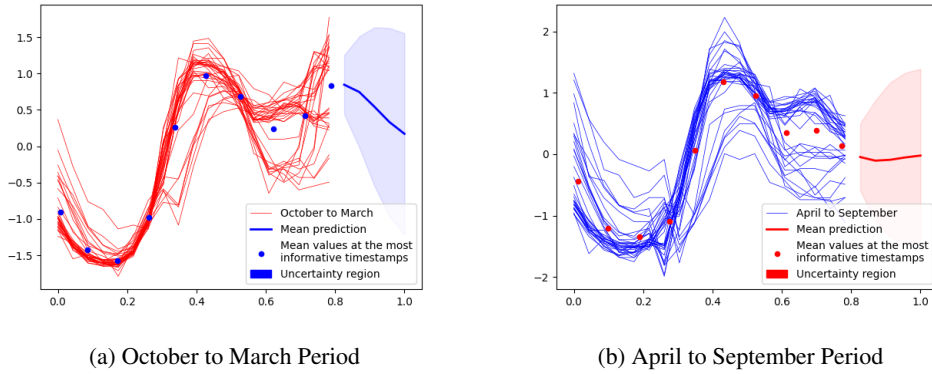 1.5
1.0
0.5
0.0
−0.5
−1.0
−1.5
0.0 0.2 0.4 0.6 0.8 1.0
October to March
Mean prediction
Mean values at the most
informative timestamps
Uncertainty region
(a) October to March Period
2
1
0
−1
−2
0.0 0.2 0.4 0.6 0.8 1.0
April to September
Mean prediction
Mean values at the most
informative timestamps
Uncertainty region
(b) April to September Period